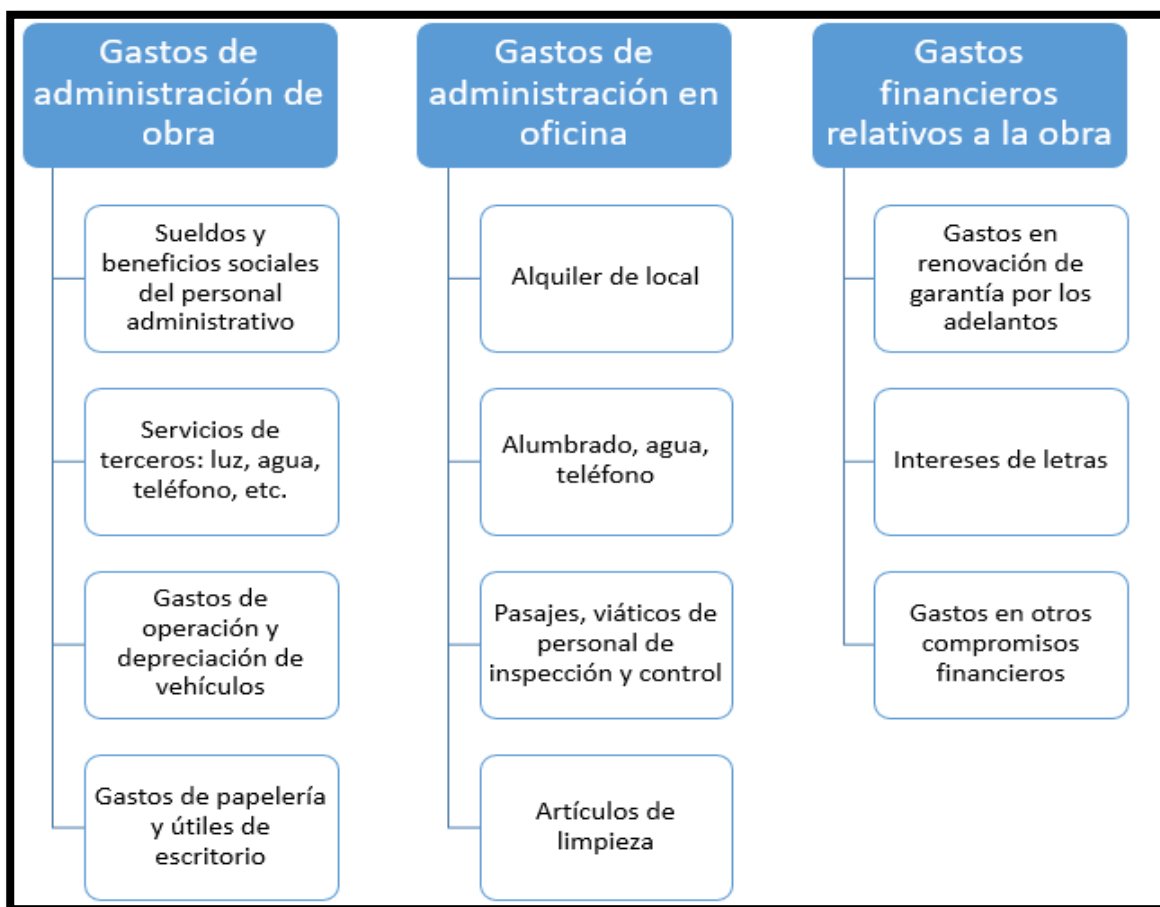 Gastos de
administración de
obra
Sueldos y
beneficios sociales
del personal
administrativo
Servicios de
terceros: luz, agua,
teléfono, etc.
Gastos de
operación y
depreciación de
vehículos
Gastos de papelería
y útiles de
escritorio
Gastos de
administración en
oficina
Alquiler de local
Alumbrado, agua,
teléfono
Pasajes, viáticos de
personal de
inspección y control
Artículos de
limpieza
Gastos
financieros
relativos a la obra
Gastos en
renovación de
garantía por los
adelantos
Intereses de letras
Gastos en otros
compromisos
financieros